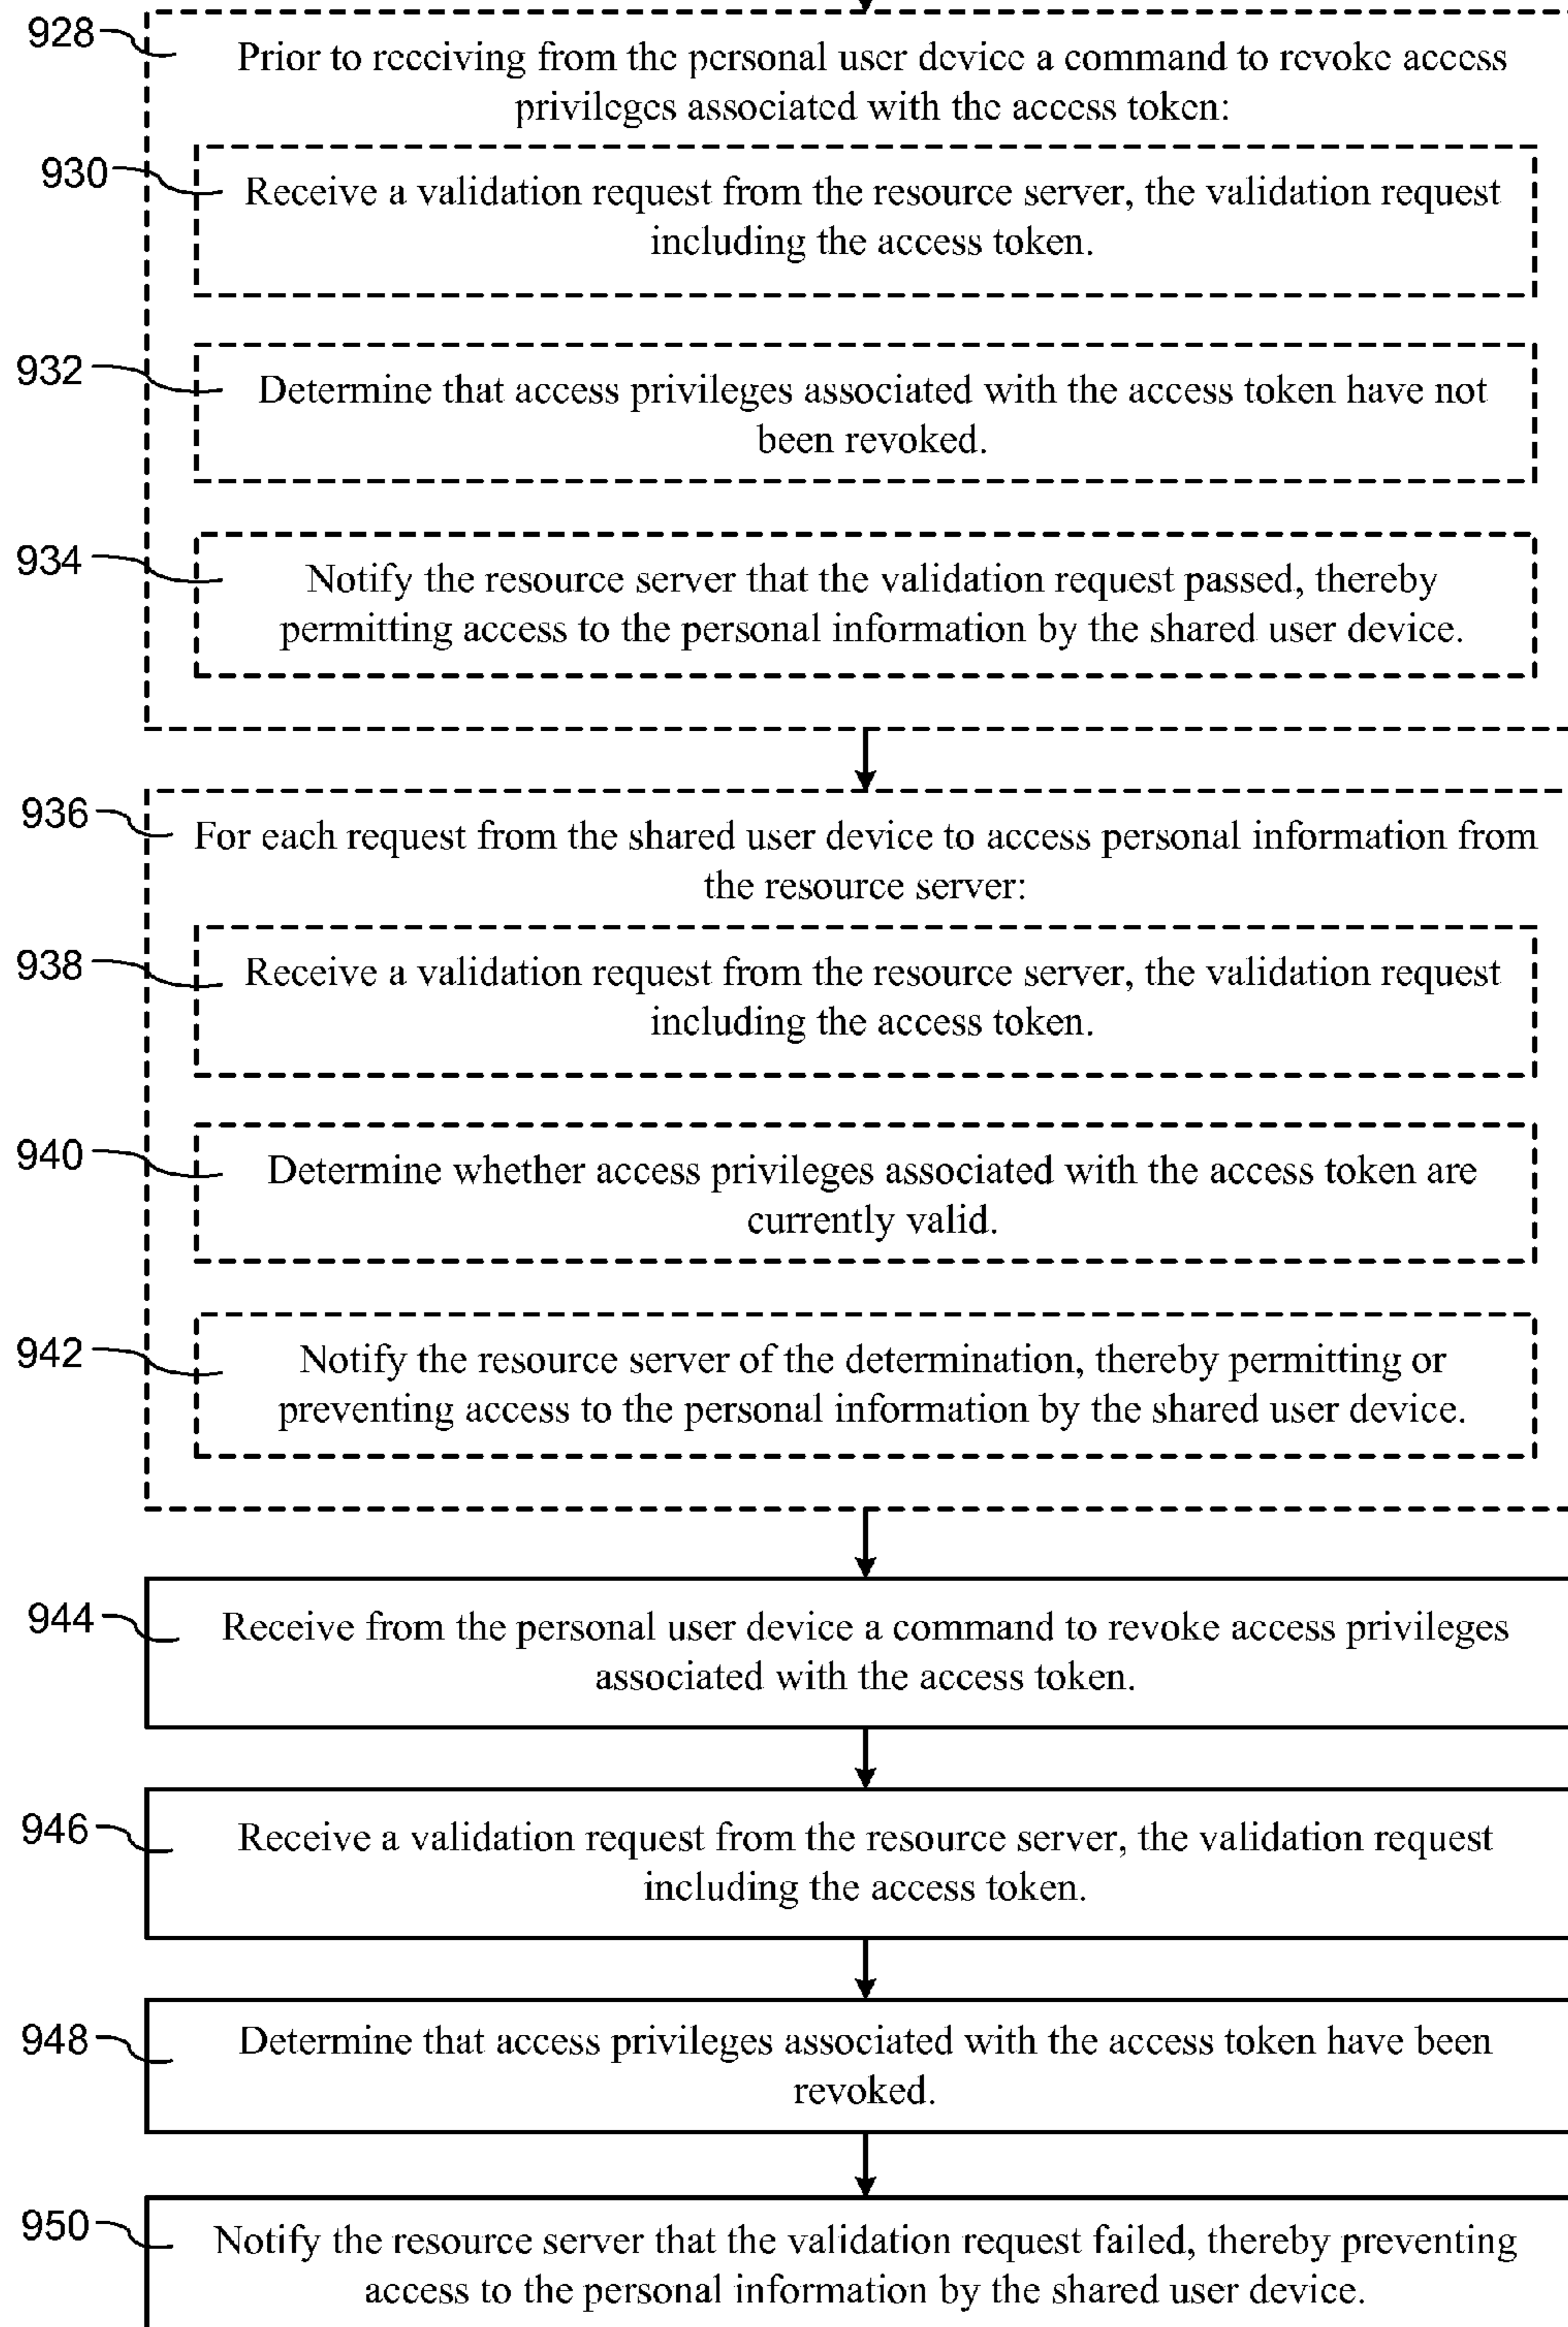 928
Prior to receiving from the personal user device a command to revoke access
privileges associated with the access token:
930
Receive a validation request from the resource server, the validation request
including the access token.
932
Determine that access privileges associated with the access token have not
been revoked.
934
Notify the resource server that the validation request passed, thereby
permitting access to the personal information by the shared user device.
936
For each request from the shared user device to access personal information from
the resource server:
938
Receive a validation request from the resource server, the validation request
including the access token.
940
Determine whether access privileges associated with the access token are
currently valid.
942
Notify the resource server of the determination, thereby permitting or
preventing access to the personal information by the shared user device.
944
Receive from the personal user device a command to revoke access privileges
associated with the access token.
946
Receive a validation request from the resource server, the validation request
including the access token.
948
Determine that access privileges associated with the access token have been
revoked.
950
Notify the resource server that the validation request failed, thereby preventing
access to the personal information by the shared user device.